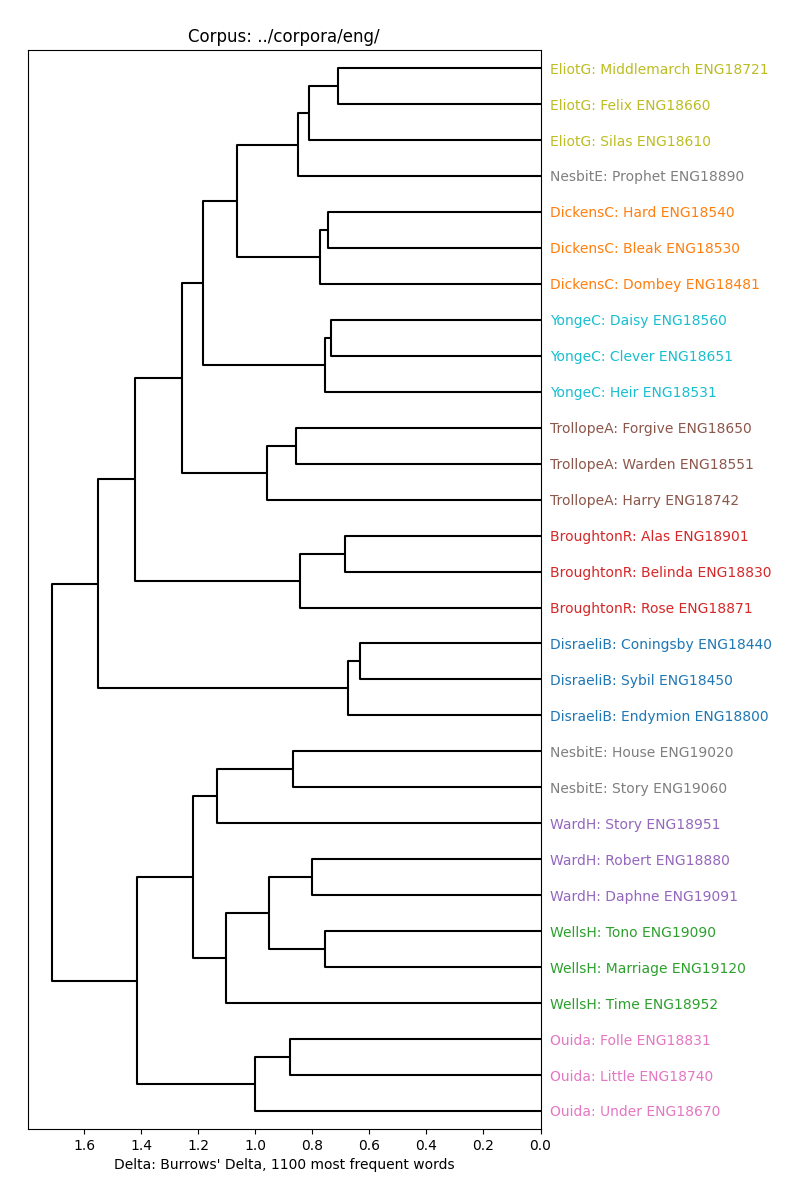 Corpus: ../corpora/eng/
EliotG: Middlemarch ENG18721
EliotG: Felix ENG18660
EliotG: Silas ENG18610
NesbitE: Prophet ENG18890
DickensC: Hard ENG18540
DickensC: Bleak ENG18530
DickensC: Dombey ENG18481
YongeC: Daisy ENG18560
YongeC: Clever ENG18651
YongeC: Heir ENG18531
TrollopeA: Forgive ENG18650
TrollopeA: Warden ENG18551
TrollopeA: Harry ENG18742
BroughtonR: Alas ENG18901
BroughtonR: Belinda ENG18830
BroughtonR: Rose ENG18871
DisraeliB: Coningsby ENG18440
DisraeliB: Sybil ENG18450
DisraeliB: Endymion ENG18800
NesbitE: House ENG19020
NesbitE: Story ENG19060
WardH: Story ENG18951
WardH: Robert ENG18880
WardH: Daphne ENG19091
WellsH: Tono ENG19090
WellsH: Marriage ENG19120
WellsH: Time ENG18952
Ouida: Folle ENG18831
Ouida: Little ENG18740
Ouida: Under ENG18670
1.6 1.4 1.2 1.0 0.8 0.6 0.4 0.2 0.0
Delta: Burrows' Delta, 1100 most frequent words